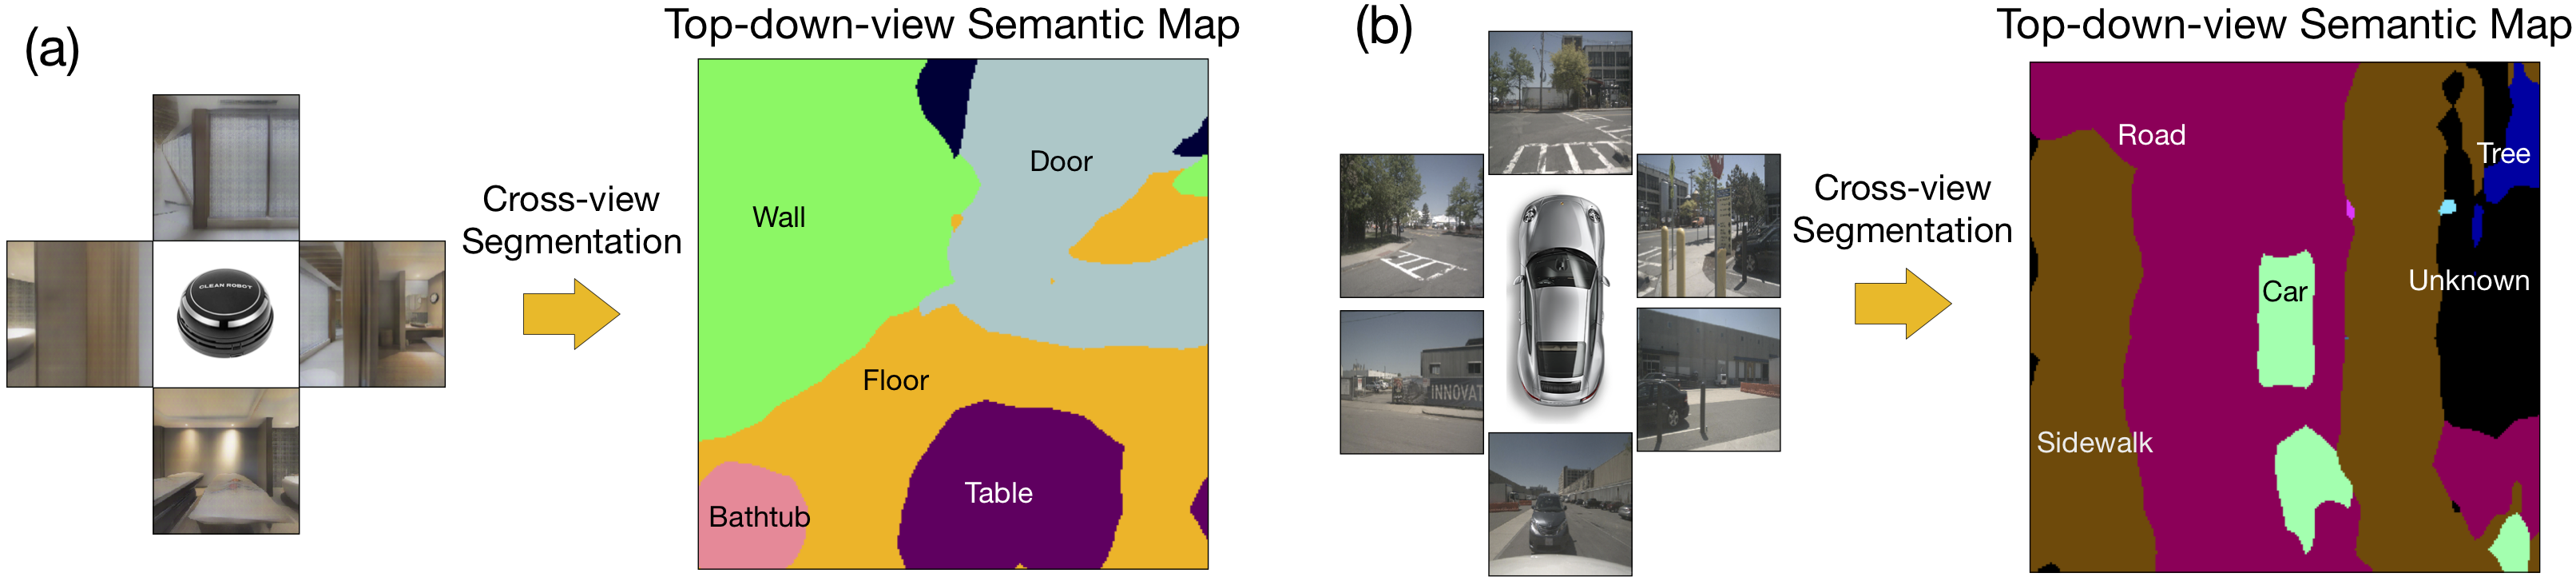 (a)
Top-down-view Semantic Map
CLEAN ROBOT
Cross-view
Segmentation
Wall
Door
Floor
Table
Bathtub
(b)
Top-down-view Semantic Map
INNOVAT
Cross-view
Segmentation
Road
Tree
Unknown
Car
Sidewalk